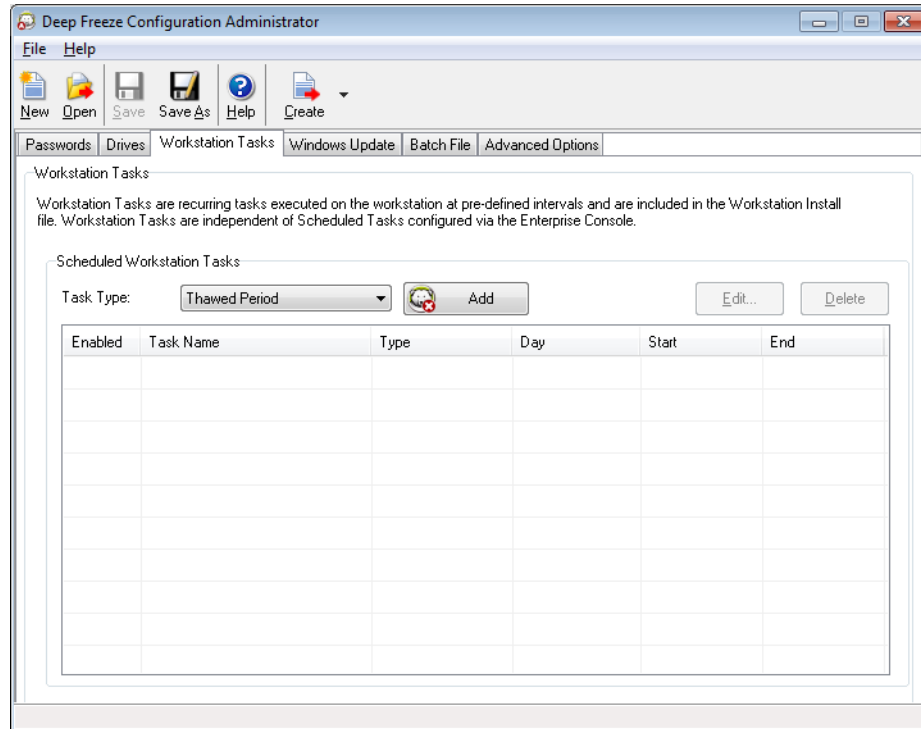 Deep Freeze Configuration Administrator
File Help
New Open Save Save As Help Create
Passwords Drives Workstation Tasks Windows Update Batch File Advanced Options
Workstation Tasks
Workstation Tasks are recurring tasks executed on the workstation at pre-defined intervals and are included in the Workstation Install
file. Workstation Tasks are independent of Scheduled Tasks configured via the Enterprise Console.
Scheduled Workstation Tasks
Task Type: Thawed Period Add Edit... Delete
Enabled Task Name Type Day Start End